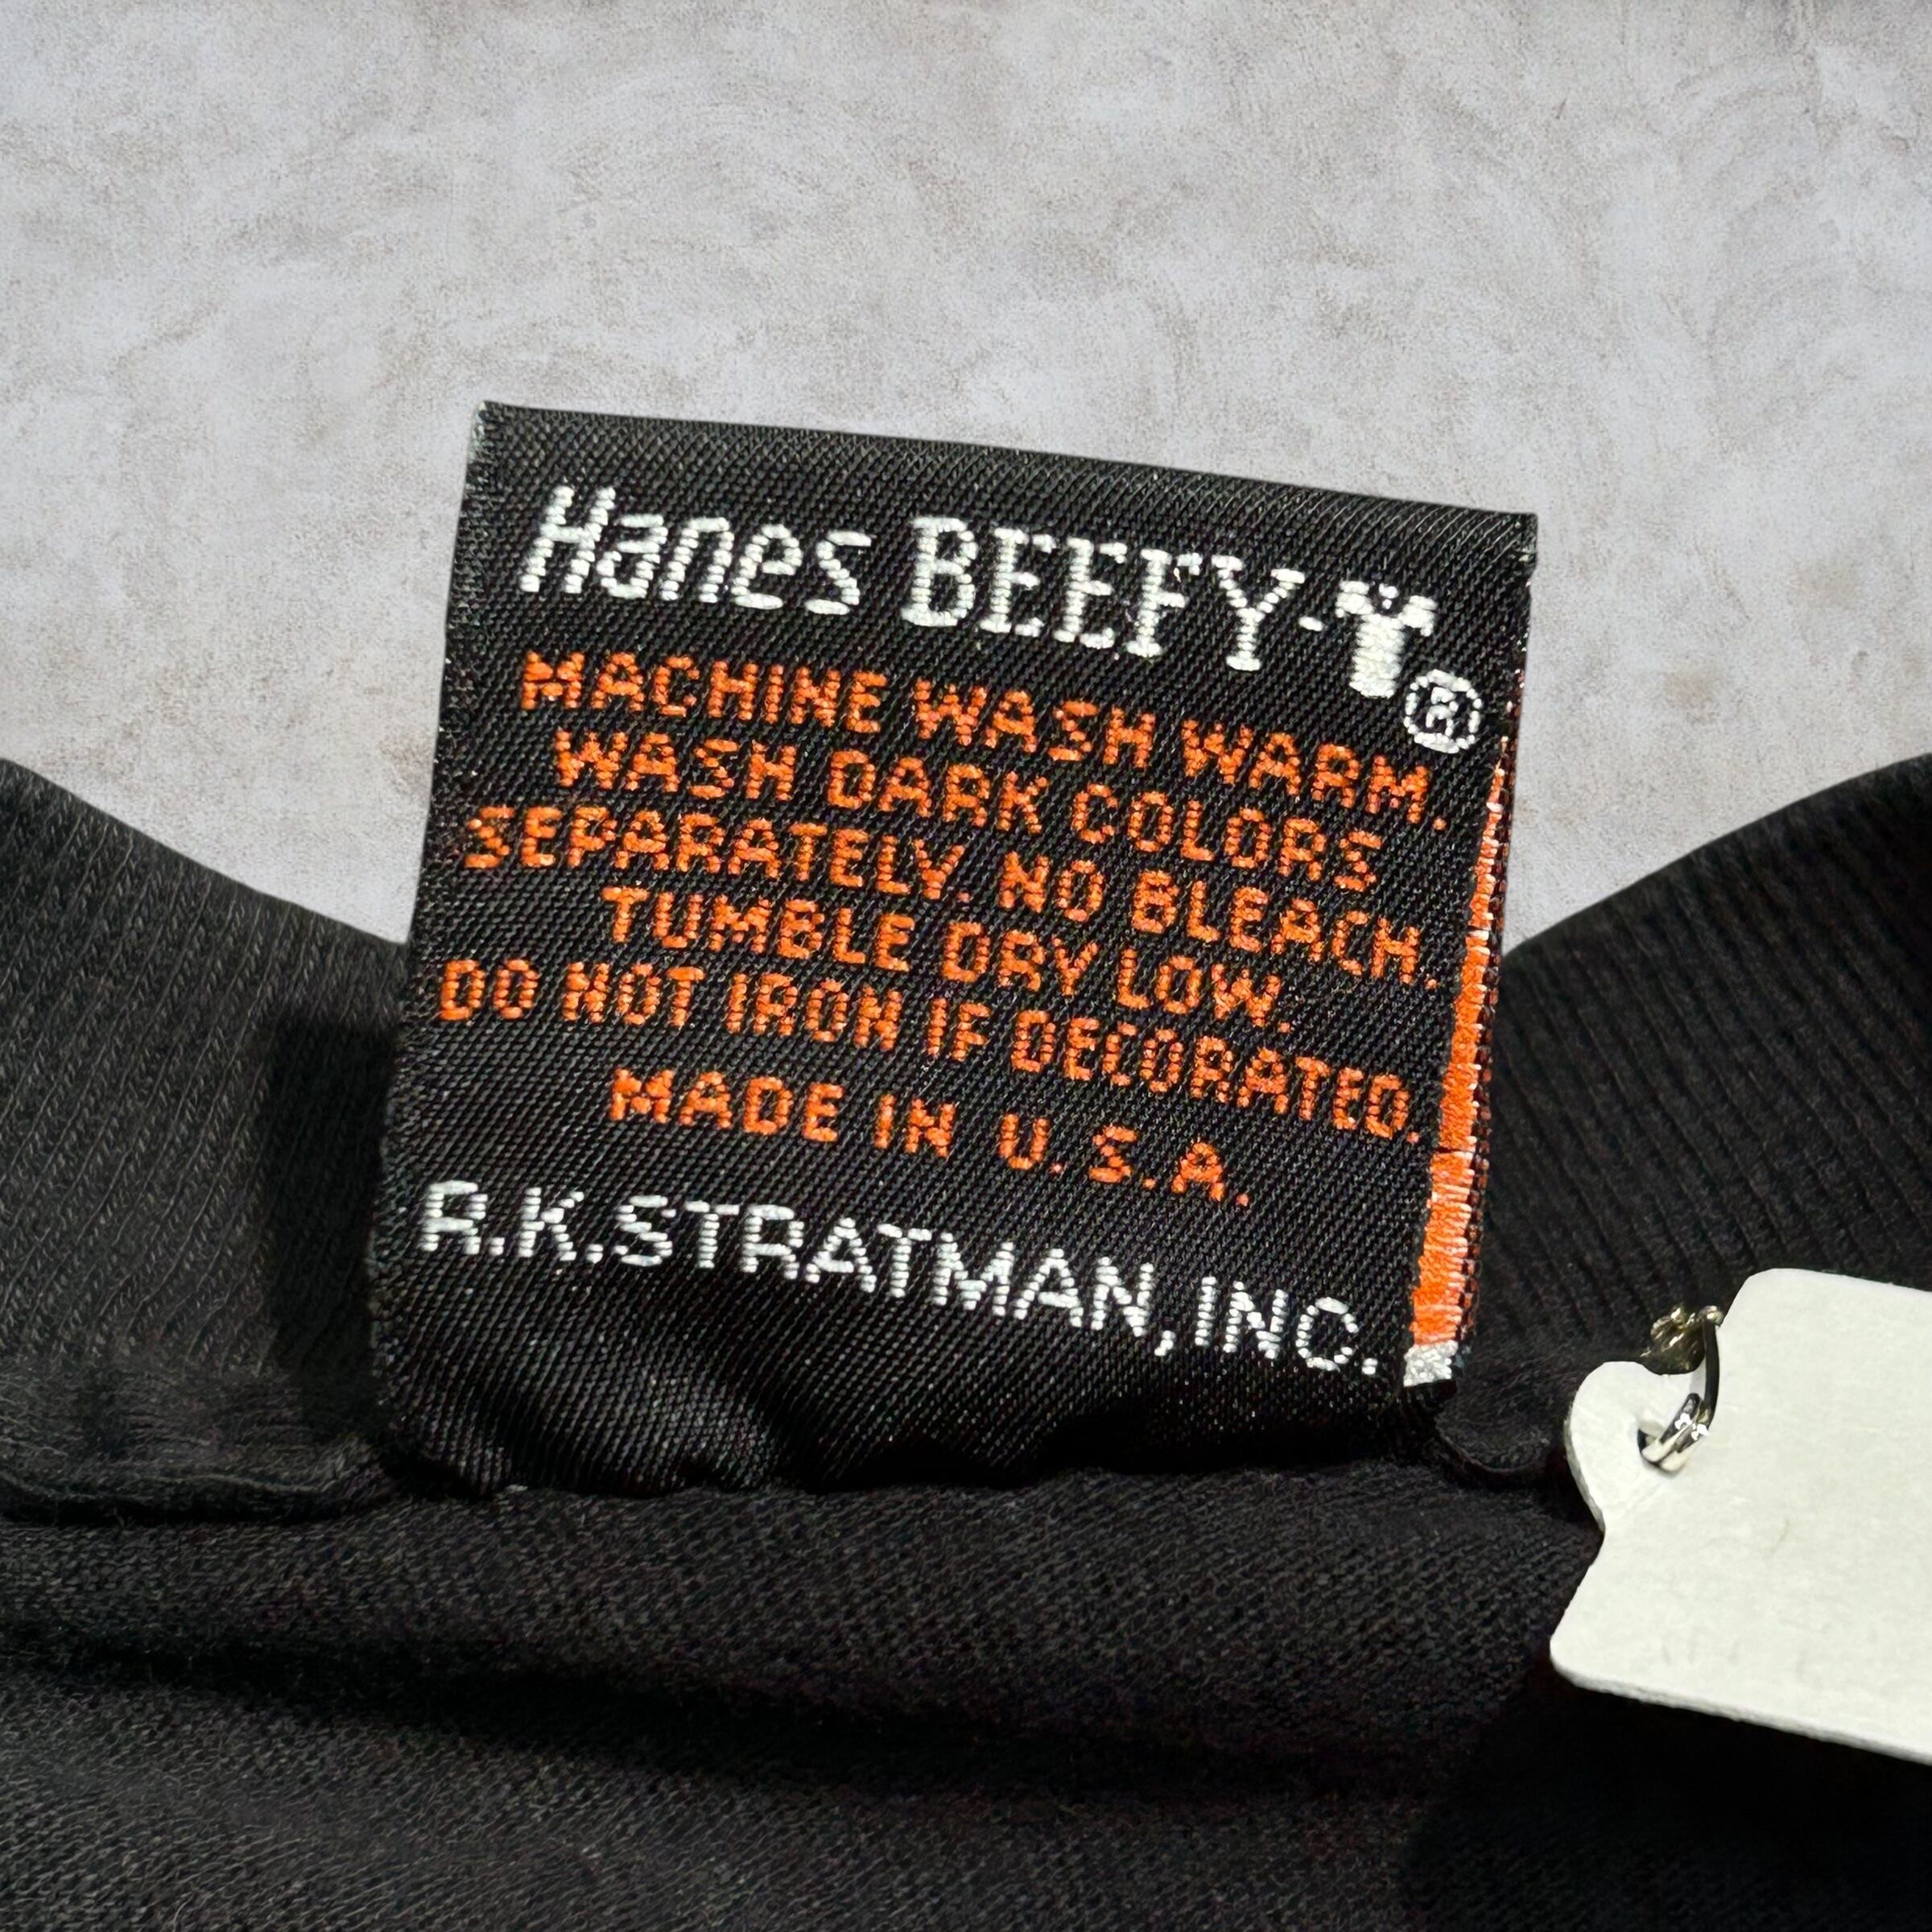 Hanes BEEFY-T®
MACHINE WASH WARM.
WASH DARK COLORS
SEPARATELY. NO BLEACH.
TUMBLE DRY LOW.
DO NOT IRON IF DECORATED.
MADE IN U.S.A.
R.K.STRATMAN,INC.